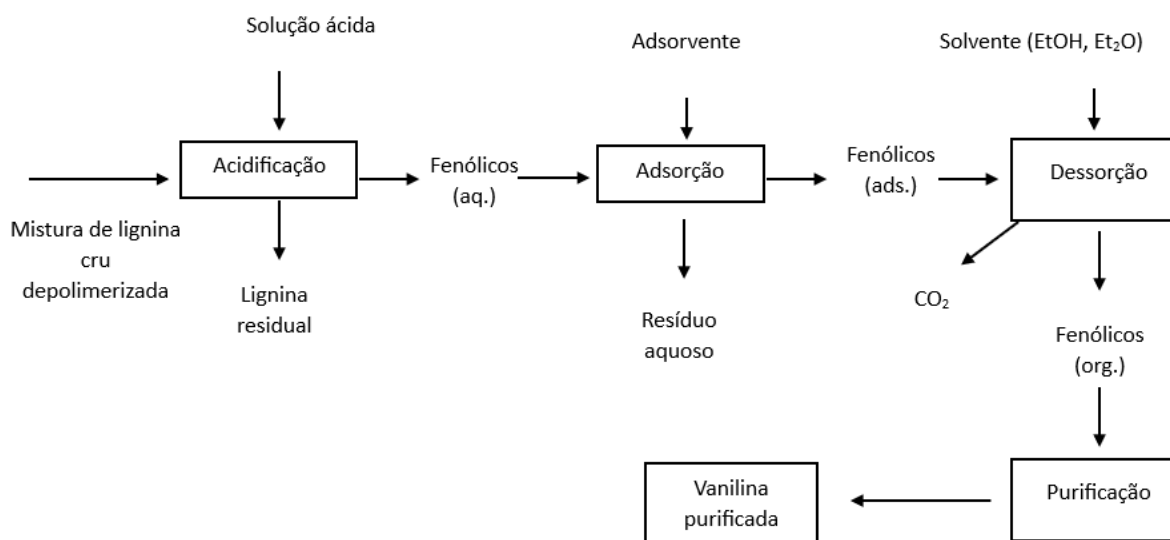 Solução ácida
Adsorvente
Solvente (EtOH, Et₂O)
Acidificação
Fenólicos
(aq.)
Adsorção
Fenólicos
(ads.)
Dessorção
Mistura de lignina
cru
depolimerizada
Lignina
residual
Resíduo
aquoso
CO₂
Fenólicos
(org.)
Vanilina
purificada
Purificação